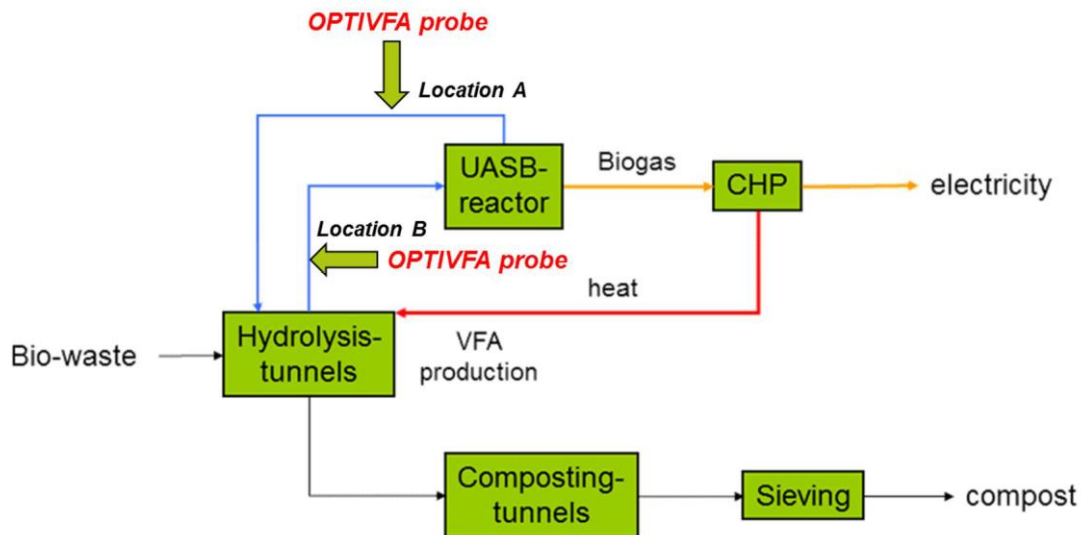 OPTIVFA probe
Location A
UASB-
reactor
Biogas
CHP
electricity
Location B
OPTIVFA probe
heat
Bio-waste
Hydrolysis-
tunnels
VFA
production
Composting-
tunnels
Sieving
compost